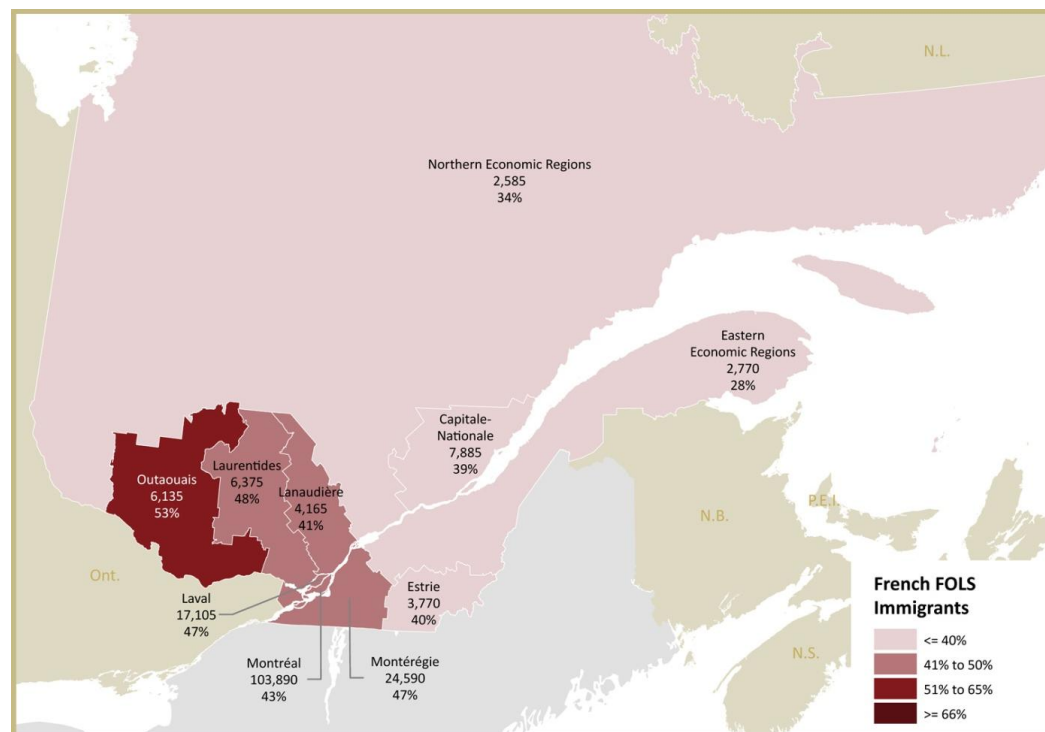 N.L.
Northern Economic Regions
2,585
34%
Eastern
Economic Regions
2,770
28%
Capitale-
Nationale
7,885
39%
Outaouais
6,135
53%
Laurentides
6,375
48%
Lanaudière
4,165
41%
P.E.I.
N.B.
Ont.
Estrie
3,770
40%
Laval
17,105
47%
Montréal
103,890
43%
Montérégie
24,590
47%
N.S.
French FOLS
Immigrants
<= 40%
41% to 50%
51% to 65%
>= 66%